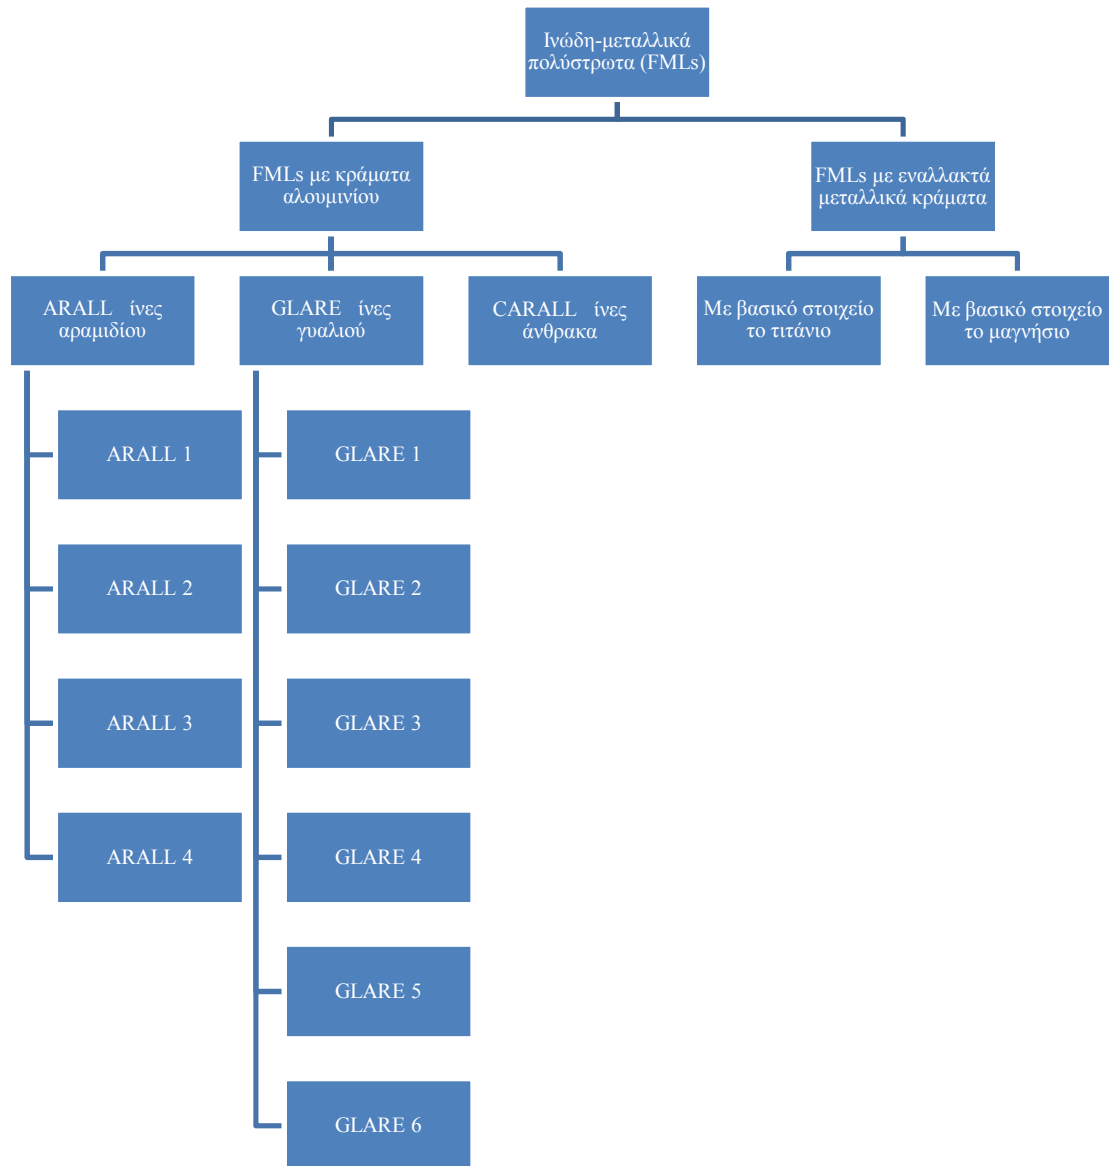 Ινώδη-μεταλλικά
πολύστρωτα (FMLs)
FMLs με κράματα
αλουμινίου
FMLs με εναλλακτά
μεταλλικά κράματα
ARALL ίνες
αραμιδίου
GLARE ίνες
γυαλιού
CARALL ίνες
άνθρακα
Με βασικό στοιχείο
το τιτάνιο
Με βασικό στοιχείο
το μαγνήσιο
ARALL 1
ARALL 2
ARALL 3
ARALL 4
GLARE 1
GLARE 2
GLARE 3
GLARE 4
GLARE 5
GLARE 6